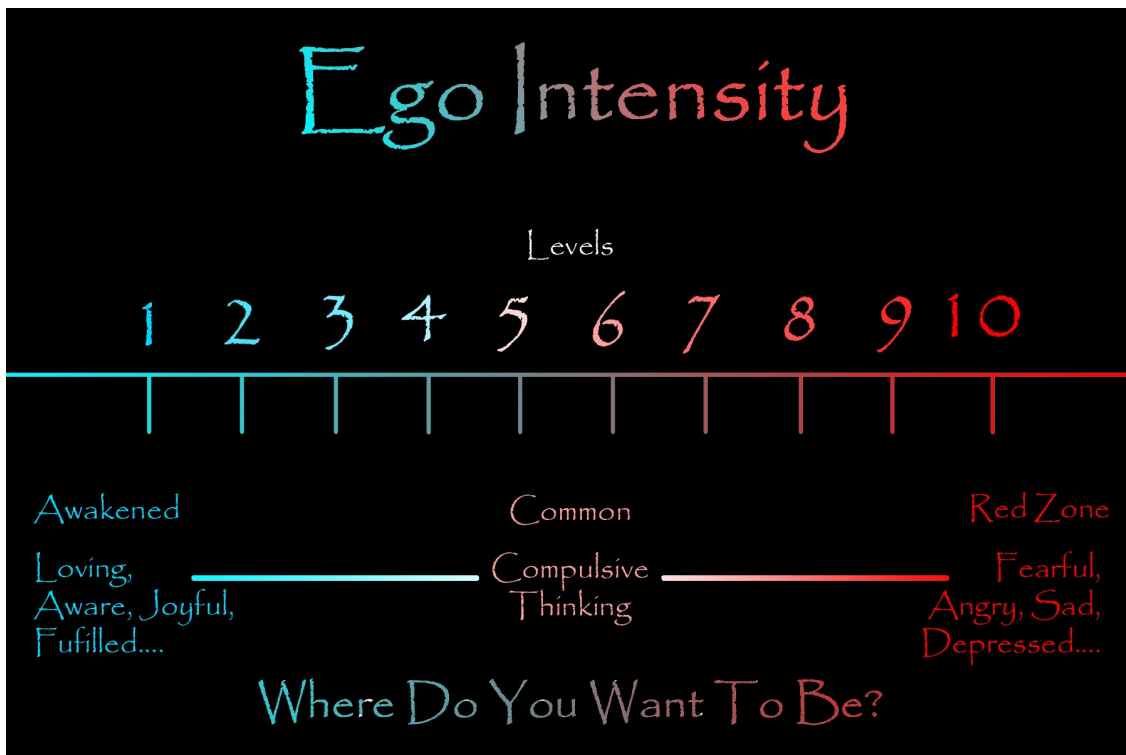 Ego Intensity
Levels
1 2 3 4 5 6 7 8 9 10
Awakened
Common
Red Zone
Loving,
Aware, Joyful,
Fufilled....
Compulsive
Thinking
Fearful,
Angry, Sad,
Depressed....
Where Do You Want To Be?